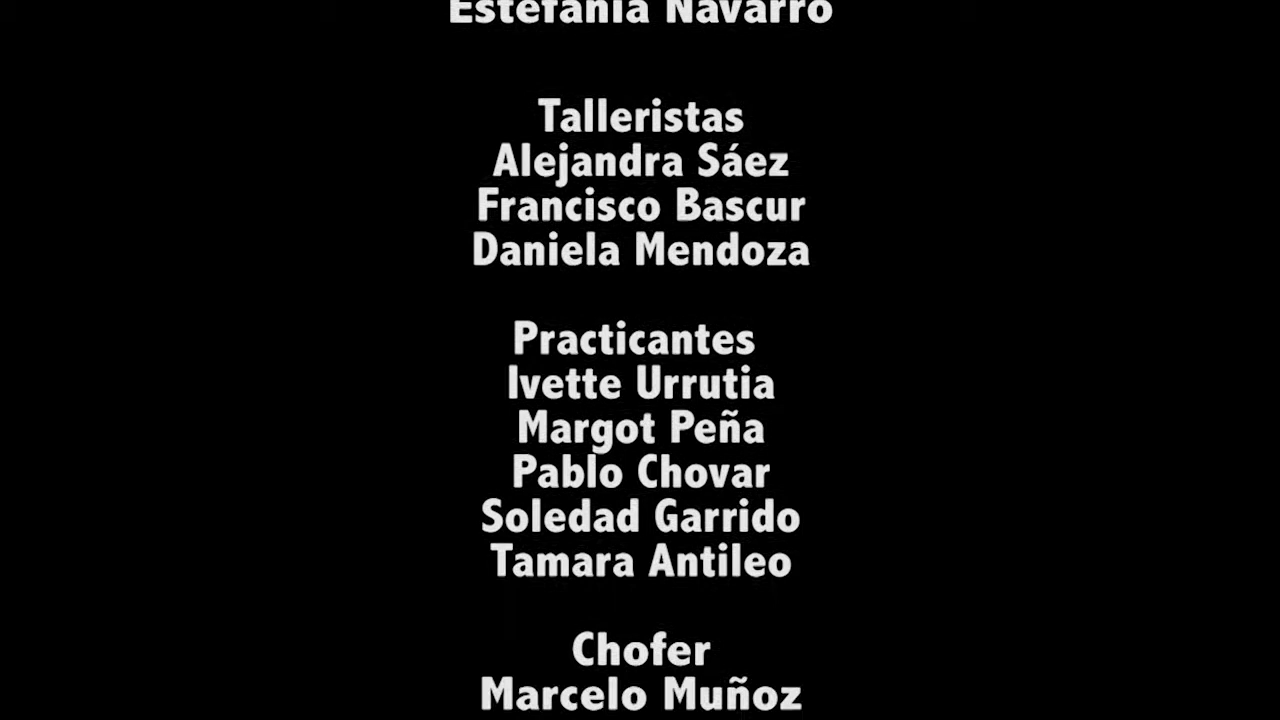 Estefanía Navarro
Talleristas
Alejandra Sáez
Francisco Bascur
Daniela Mendoza
Practicantes
Ivette Urrutia
Margot Peña
Pablo Chovar
Soledad Garrido
Tamara Antileo
Chofer
Marcelo Muñoz